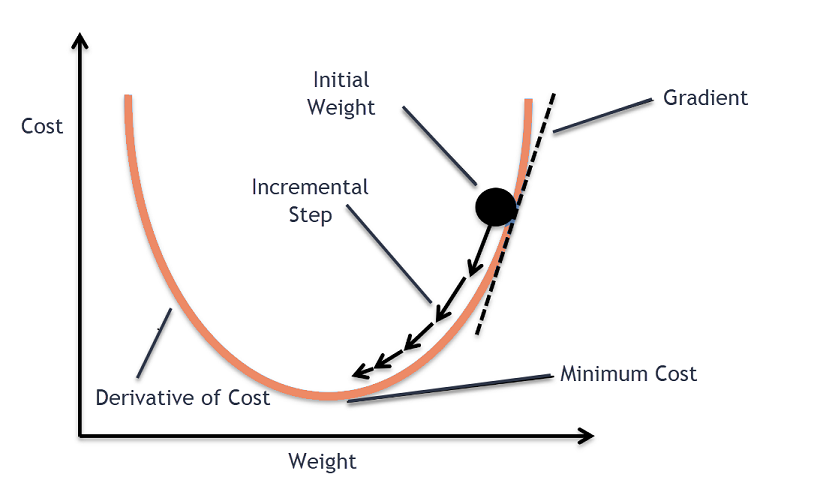 Initial
Weight
Gradient
Cost
Incremental
Step
Minimum Cost
Derivative of Cost
Weight